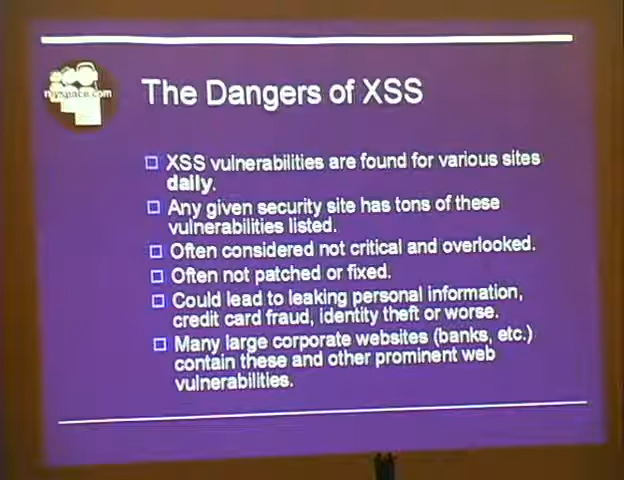 myspace.com
The Dangers of XSS
XSS vulnerabilities are found for various sites
daily.
Any given security site has tons of these
vulnerabilities listed.
Often considered not critical and overlooked.
Often not patched or fixed.
Could lead to leaking personal information,
credit card fraud, identity theft or worse.
Many large corporate websites (banks, etc.)
contain these and other prominent web
vulnerabilities.